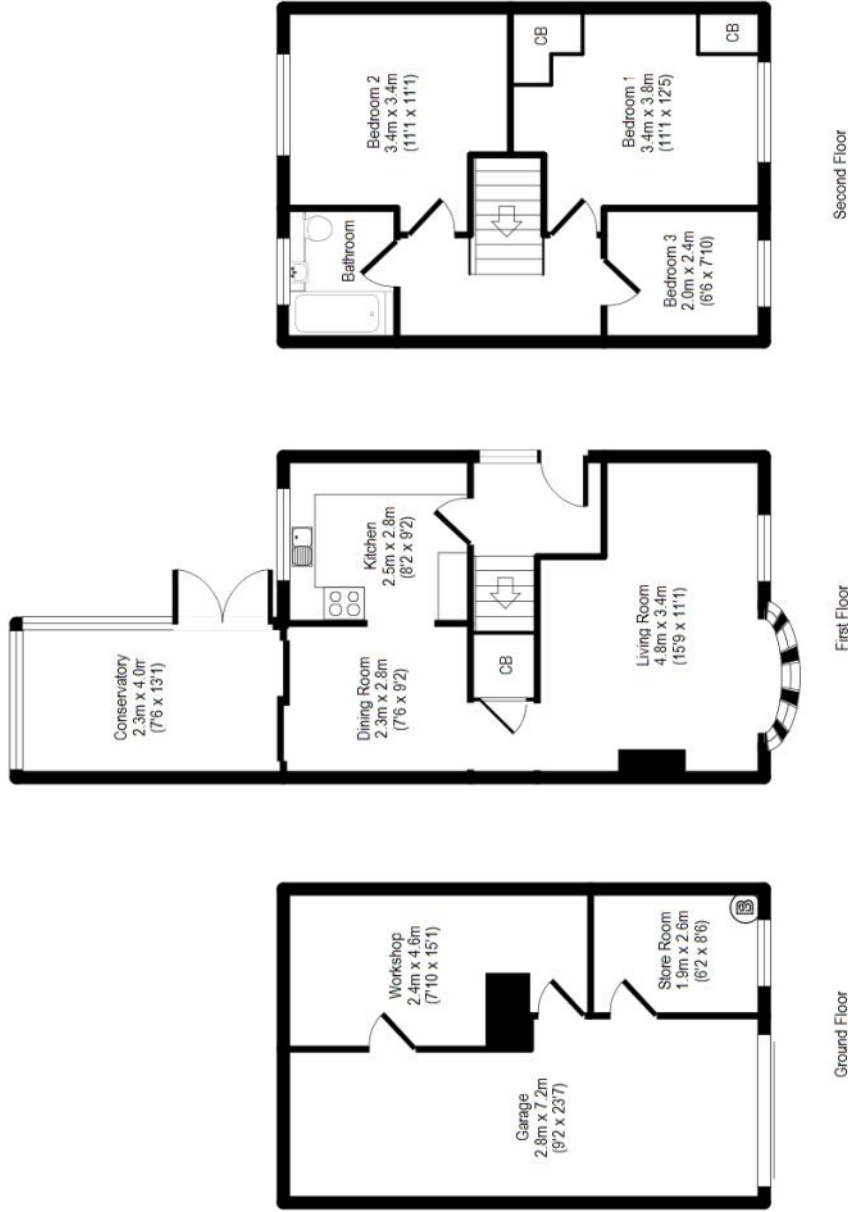 Garage
2.8m x 7.2m
(9'2 x 23'7)
Workshop
2.4m x 4.6m
(7'10 x 15'1)
Store Room
1.9m x 2.6m
(6'2 x 8'6)
B
Ground Floor
Conservatory
2.3m x 4.0m
(7'6 x 13'1)
Dining Room
2.3m x 2.8m
(7'6 x 9'2)
Kitchen
2.5m x 2.8m
(8'2 x 9'2)
CB
Living Room
4.8m x 3.4m
(15'9 x 11'1)
First Floor
Bathroom
Bedroom 2
3.4m x 3.4m
(11'1 x 11'1)
CB
Bedroom 3
2.0m x 2.4m
(6'6 x 7'10)
Bedroom 1
3.4m x 3.8m
(11'1 x 12'5)
CB
Second Floor